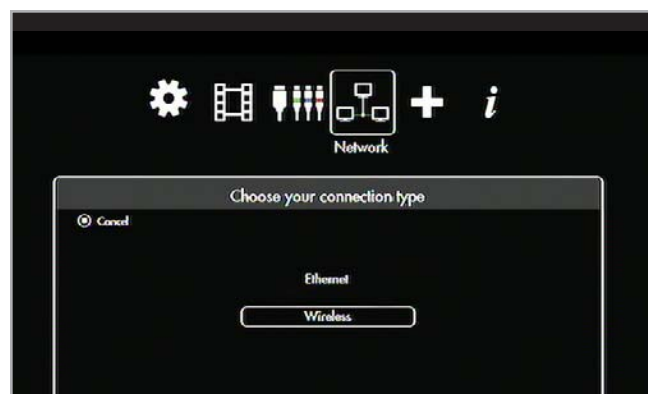 Network
Choose your connection type
Cancel
Ethernet
Wireless